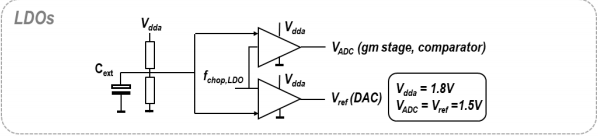 LDOs
Vdda
Vdda
VADC (gm stage, comparator)
Cext
fchop,LDO
Vdda
Vref (DAC)
Vdda = 1.8V
VADC = Vref =1.5V